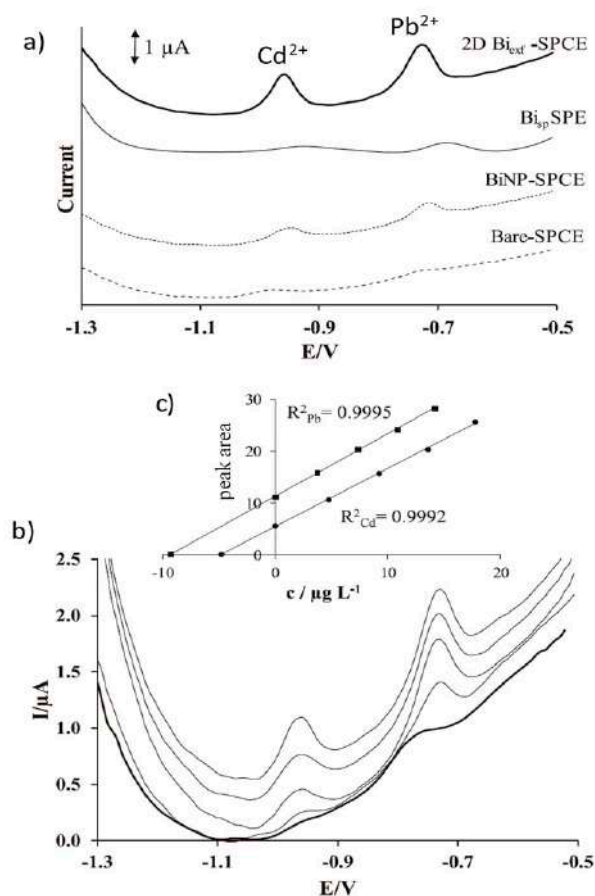 a)
1 µA
Cd²⁺
Pb²⁺
2D Biₑₓf -SPCE
BiₛₚSPE
BiNP-SPCE
Bare-SPCE
Current
-1.3 -1.1 -0.9 -0.7 -0.5
E/V
c)
30
20
10
0
peak area
R²Pb= 0.9995
R²Cd= 0.9992
-10 0 10 20
c / µg L⁻¹
b)
2.5
2.0
1.5
1.0
0.5
0.0
I/µA
-1.3 -1.1 -0.9 -0.7 -0.5
E/V